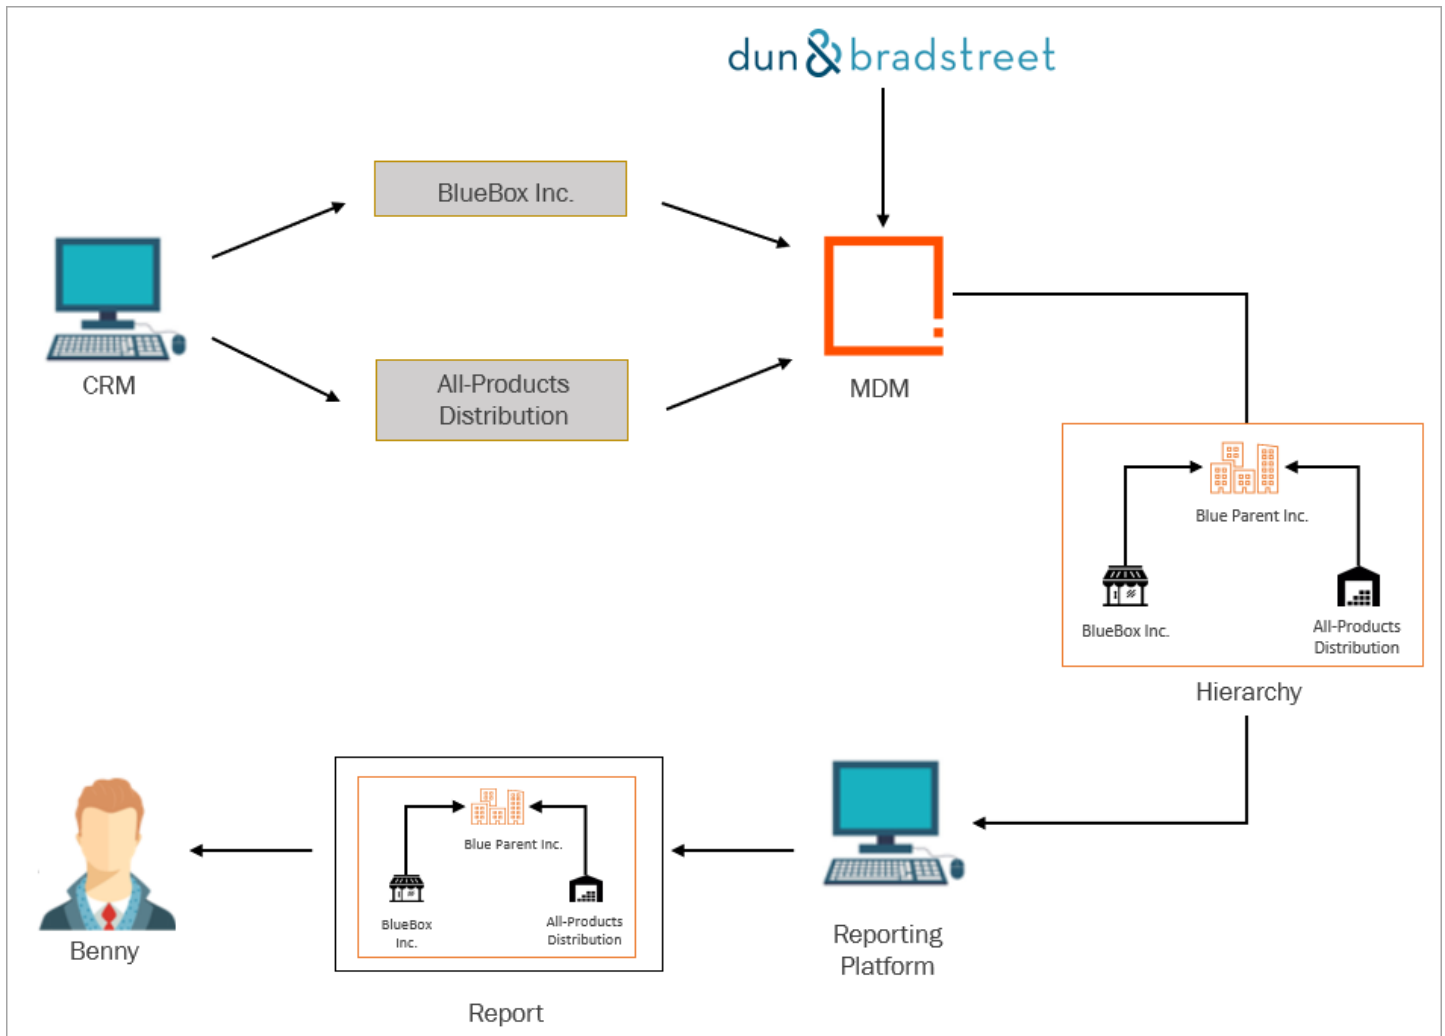 dun&bradstreet
BlueBox Inc.
CRM
All-Products
Distribution
MDM
Blue Parent Inc.
BlueBox Inc.
All-Products
Distribution
Hierarchy
Blue Parent Inc.
BlueBox
Inc.
All-Products
Distribution
Benny
Report
Reporting
Platform